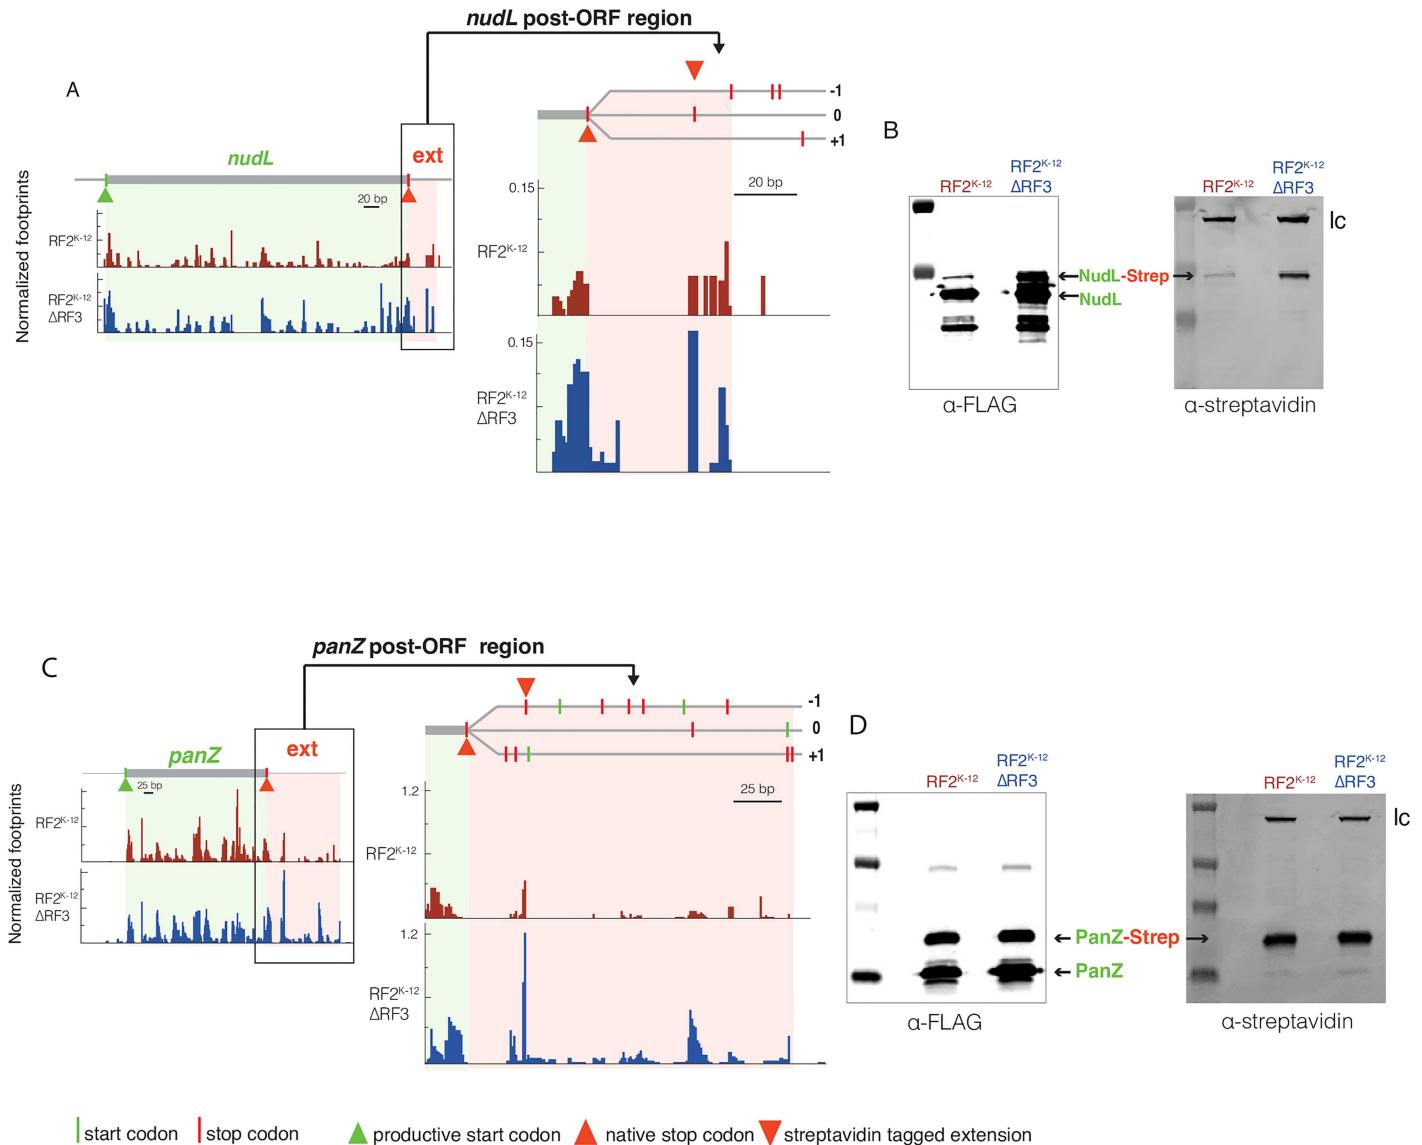 nudL post-ORF region
A
nudL
ext
20 bp
Normalized footprints
RF2K-12
RF2K-12
ΔRF3
-1
0
+1
20 bp
0.15
RF2K-12
0.15
RF2K-12
ΔRF3
B
RF2K-12
RF2K-12
ΔRF3
NudL-Strep
NudL
α-FLAG
RF2K-12
RF2K-12
ΔRF3
lc
α-streptavidin
panZ post-ORF region
C
panZ
ext
25 bp
Normalized footprints
RF2K-12
RF2K-12
ΔRF3
-1
0
+1
25 bp
1.2
RF2K-12
1.2
RF2K-12
ΔRF3
D
RF2K-12
RF2K-12
ΔRF3
PanZ-Strep
PanZ
α-FLAG
RF2K-12
RF2K-12
ΔRF3
lc
α-streptavidin
start codon
stop codon
productive start codon
native stop codon
streptavidin tagged extension